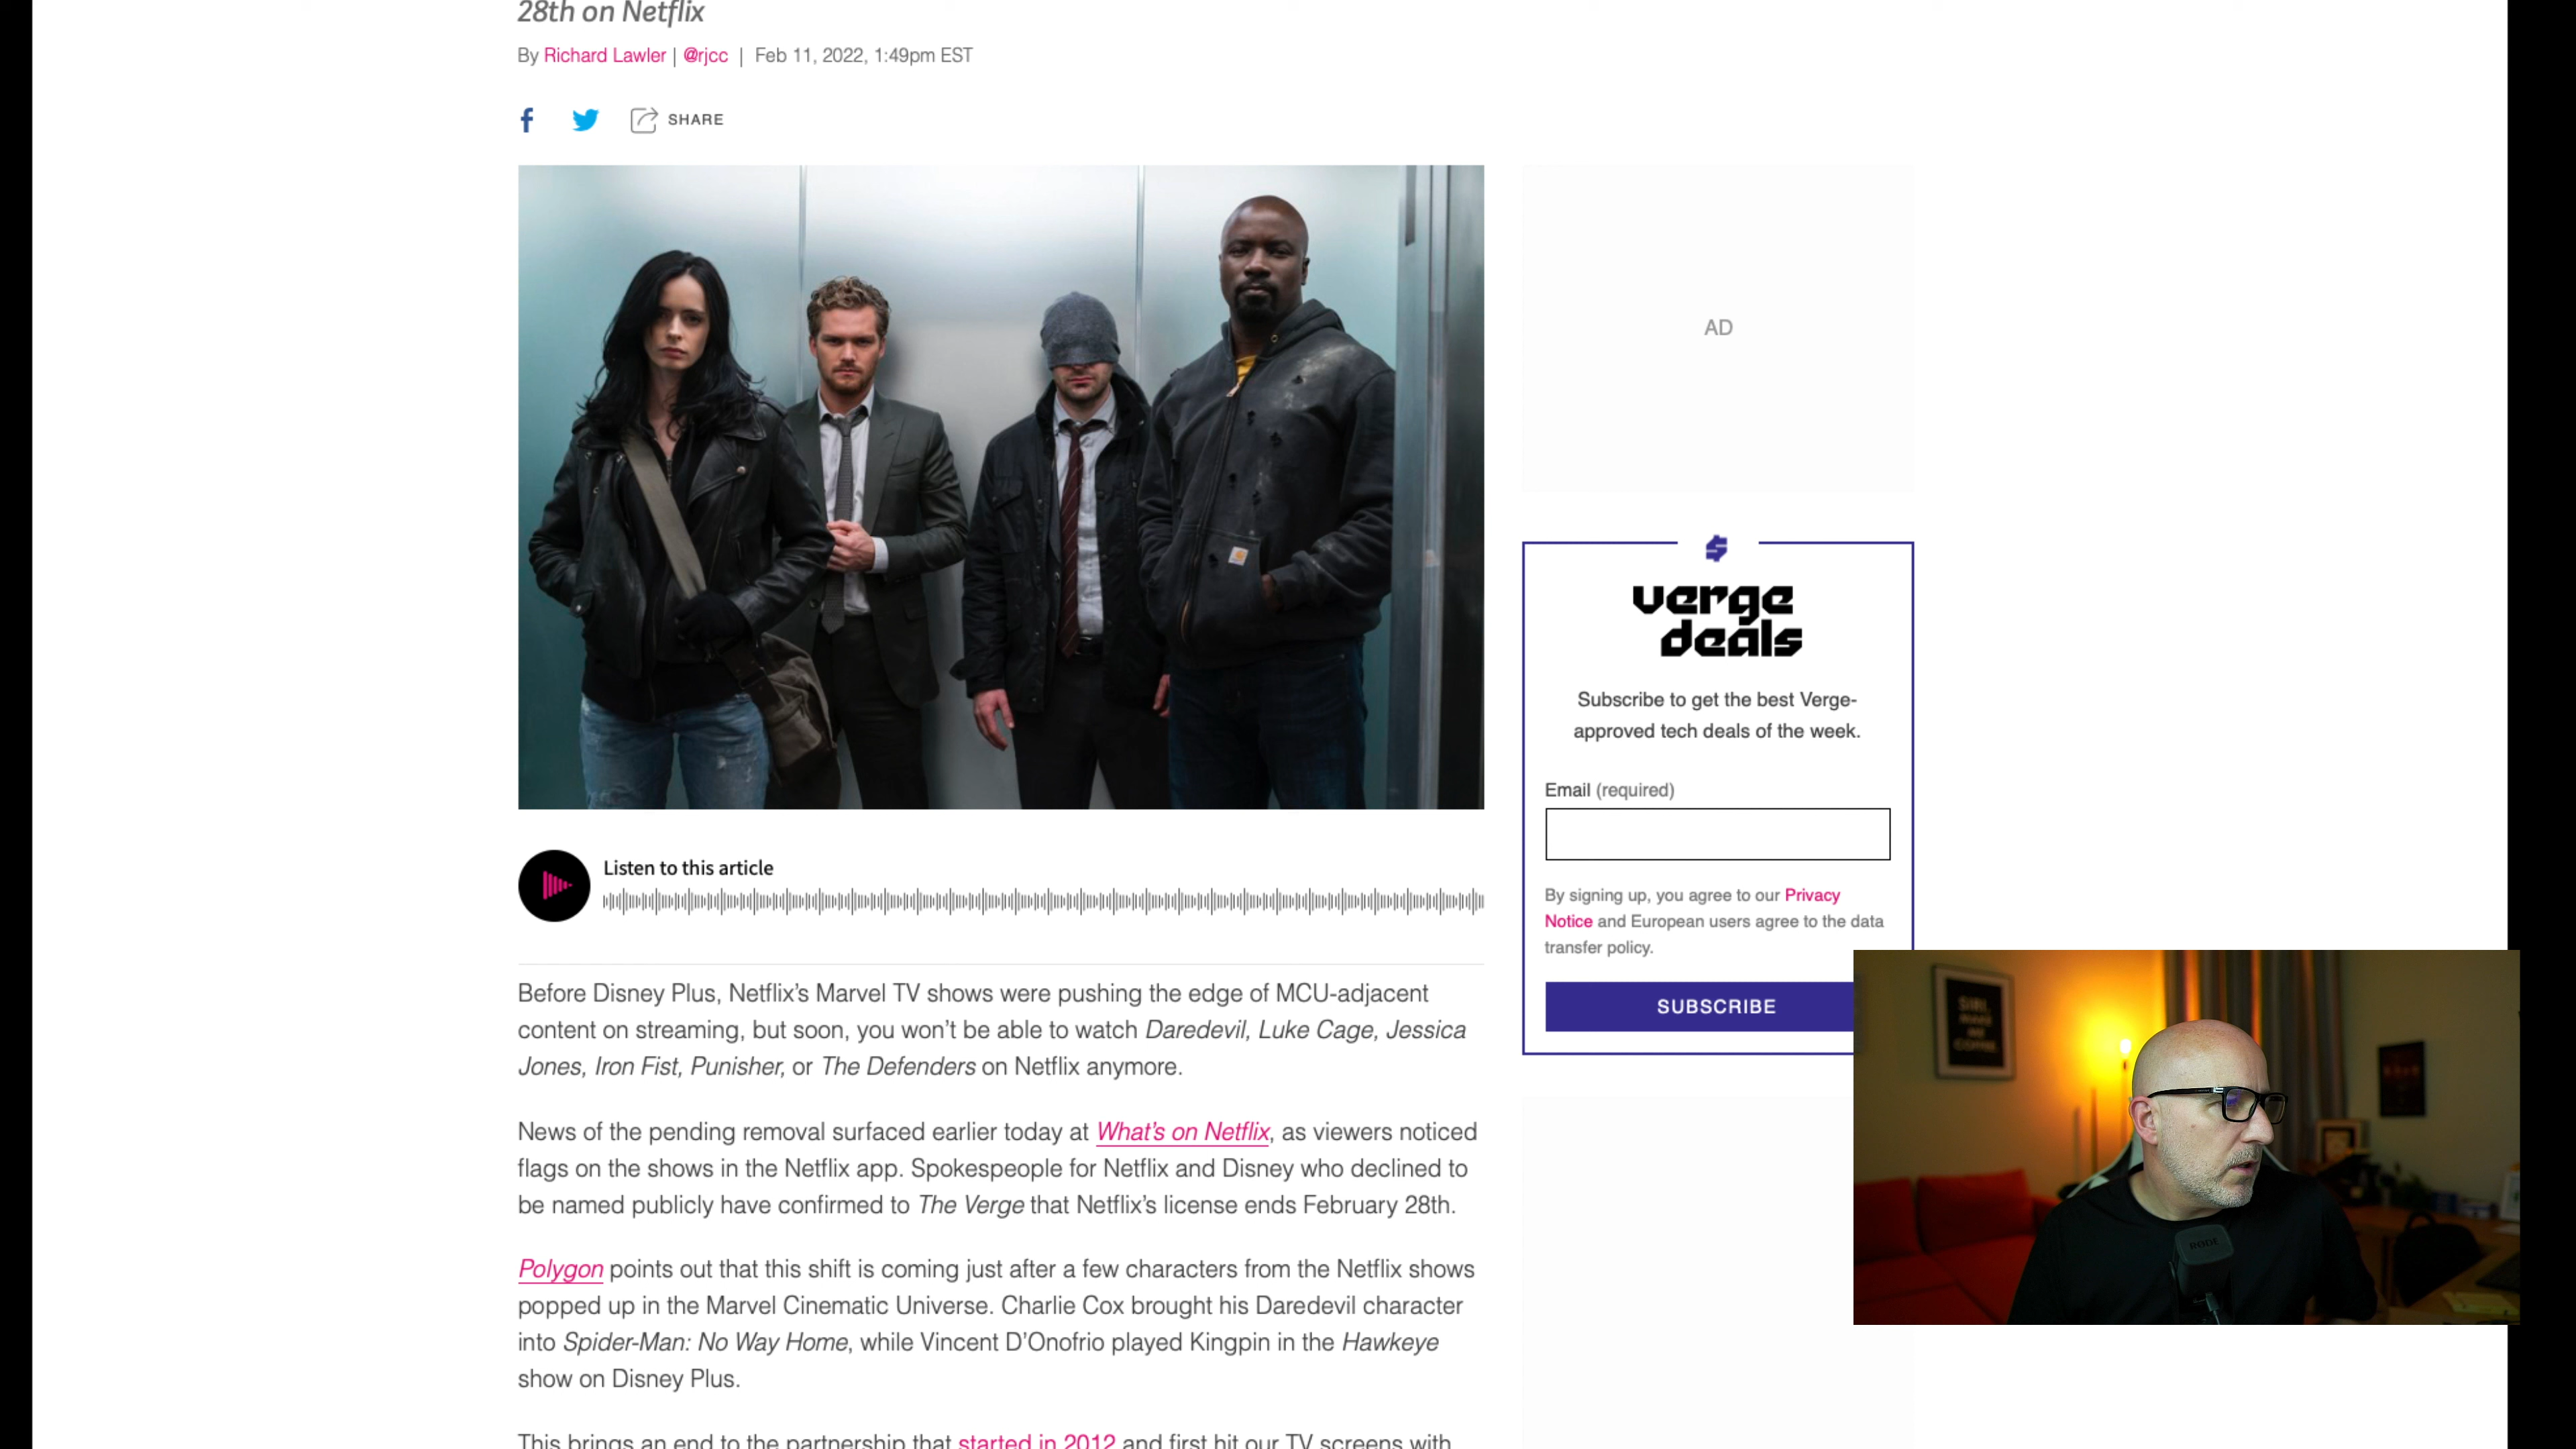 28th on Netflix
By Richard Lawler | @rjcc | Feb 11, 2022, 1:49pm EST
SHARE
AD
verge
deals
Subscribe to get the best Verge-
approved tech deals of the week.
Email (required)
By signing up, you agree to our Privacy
Notice and European users agree to the data
transfer policy.
SUBSCRIBE
Listen to this article
Before Disney Plus, Netflix’s Marvel TV shows were pushing the edge of MCU-adjacent
content on streaming, but soon, you won’t be able to watch Daredevil, Luke Cage, Jessica
Jones, Iron Fist, Punisher, or The Defenders on Netflix anymore.
News of the pending removal surfaced earlier today at What’s on Netflix, as viewers noticed
flags on the shows in the Netflix app. Spokespeople for Netflix and Disney who declined to
be named publicly have confirmed to The Verge that Netflix’s license ends February 28th.
Polygon points out that this shift is coming just after a few characters from the Netflix shows
popped up in the Marvel Cinematic Universe. Charlie Cox brought his Daredevil character
into Spider-Man: No Way Home, while Vincent D’Onofrio played Kingpin in the Hawkeye
show on Disney Plus.
This brings an end to the partnership that started in 2012 and first hit our TV screens with
RODE